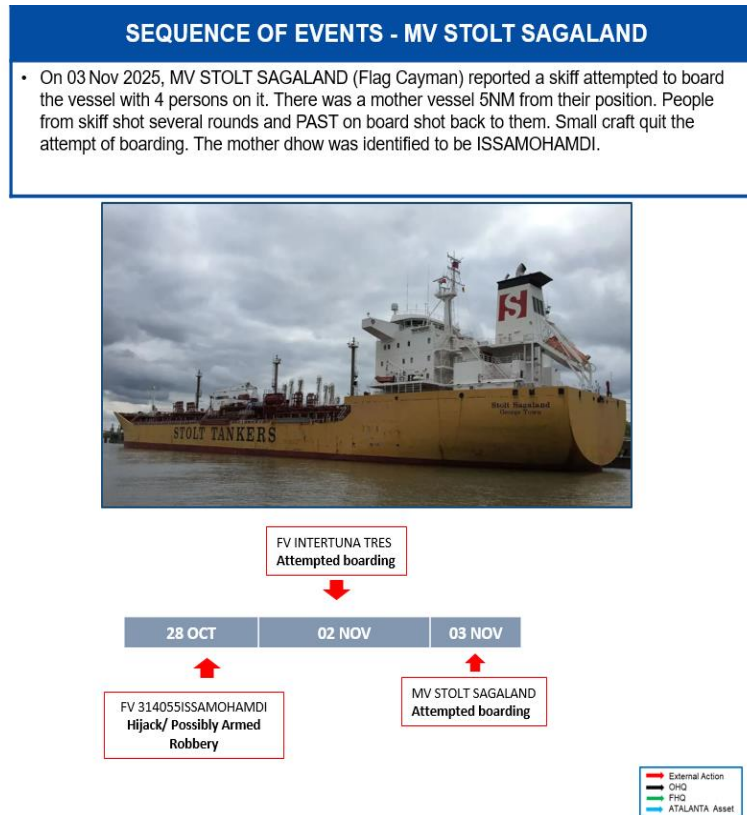 SEQUENCE OF EVENTS - MV STOLT SAGALAND
• On 03 Nov 2025, MV STOLT SAGALAND (Flag Cayman) reported a skiff attempted to board
the vessel with 4 persons on it. There was a mother vessel 5NM from their position. People
from skiff shot several rounds and PAST on board shot back to them. Small craft quit the
attempt of boarding. The mother dhow was identified to be ISSAMOHAMDI.
S
Stolt Sagaland
George Town
STOLT TANKERS
FV INTERTUNA TRES
Attempted boarding
28 OCT
02 NOV
03 NOV
FV 314055ISSAMOHAMDI
Hijack/ Possibly Armed
Robbery
MV STOLT SAGALAND
Attempted boarding
External Action
OHQ
FHQ
ATALANTA Asset